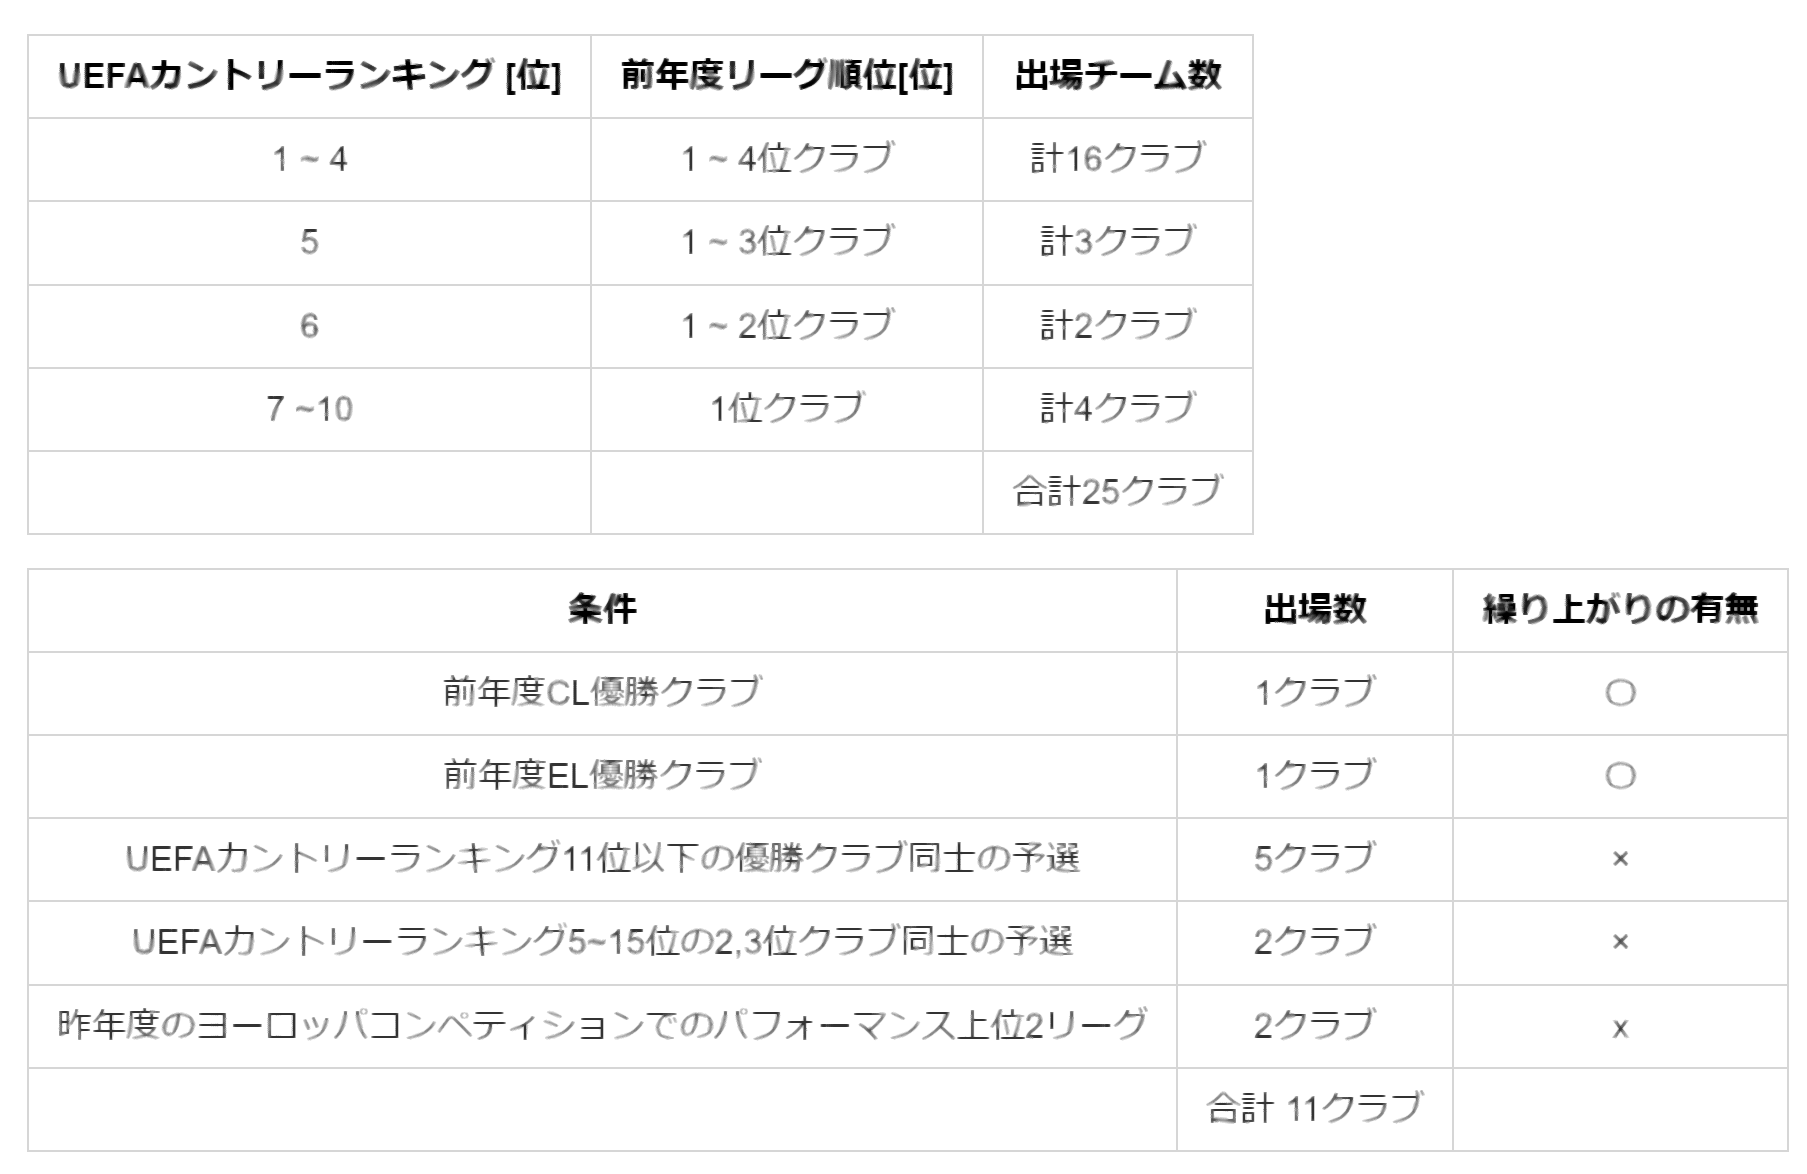 UEFAカントリーランキング [位] 前年度リーグ順位[位] 出場チーム数
1 ~ 4 1 ~ 4位クラブ 計16クラブ
5 1 ~ 3位クラブ 計3クラブ
6 1 ~ 2位クラブ 計2クラブ
7 ~10 1位クラブ 計4クラブ
合計25クラブ
条件 出場数 繰り上がりの有無
前年度CL優勝クラブ 1クラブ ○
前年度EL優勝クラブ 1クラブ ○
UEFAカントリーランキング11位以下の優勝クラブ同士の予選 5クラブ ×
UEFAカントリーランキング5~15位の2,3位クラブ同士の予選 2クラブ ×
昨年度のヨーロッパコンペティションでのパフォーマンス上位2リーグ 2クラブ x
合計 11クラブ